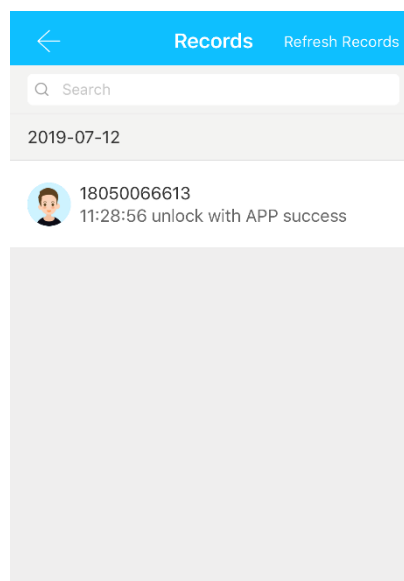 Records
Refresh Records
Search
2019-07-12
18050066613
11:28:56 unlock with APP success